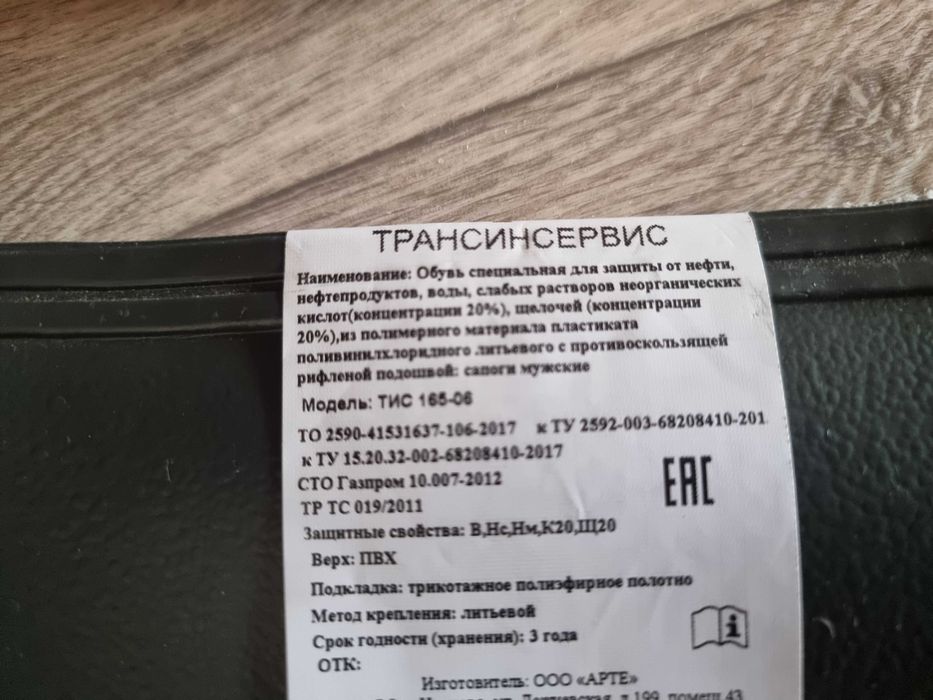 ТРАНСИНСЕРВИС
Наименование: Обувь специальная для защиты от нефти,
нефтепродуктов, воды, слабых растворов неорганических
кислот(концентрации 20%), щелочей (концентрации
20%),из полимерного материала пластиката
поливинилхлоридного литьевого с противоскользящей
рифленой подошвой: сапоги мужские
Модель: ТИС 165-06
ТО 2590-41531637-106-2017 к ТУ 2592-003-68208410-201
к ТУ 15.20.32-002-68208410-2017
СТО Газпром 10.007-2012
EAC
ТР ТС 019/2011
Защитные свойства: В,Нс,Нм,К20,Щ20
Верх: ПВХ
Подкладка: трикотажное полиэфирное полотно
Метод крепления: литьевой
Срок годности (хранения): 3 года
i
ОТК:
Изготовитель: ООО «АРТЕ»
д.199, помещ 43